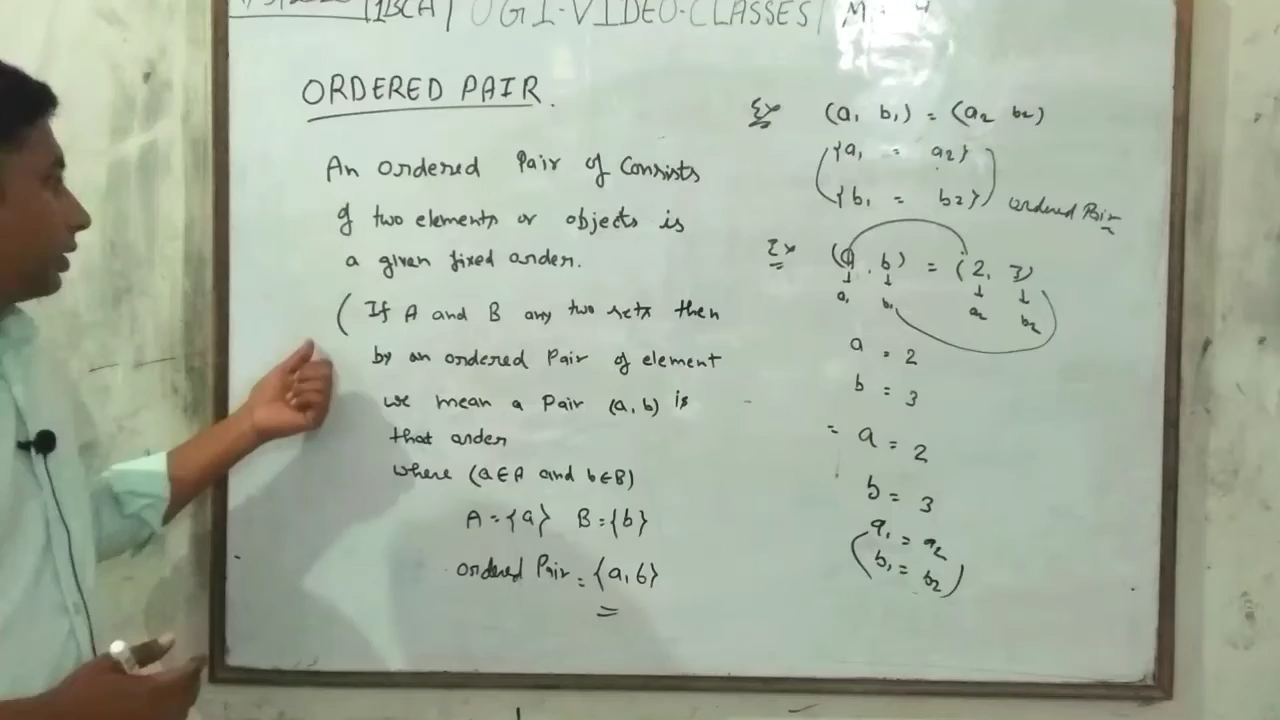 (1BCA) OGI-VIDEO-CLASSES/ M: 4
ORDERED PAIR.
An ordered Pair of Consists
of two elements or objects is
a given fixed order.
( If A and B any two sets then
by an ordered Pair of element
we mean a Pair (a, b) is
that order
where (a∈A and b∈B)
A = {a} B = {b}
ordered Pair = {a, b}
Ex (a₁ b₁) = (a₂ b₂)
({a₁ = a₂}
{b₁ = b₂}) ordered Pair
Ex (a, b) = (2, 3)
a₁ b₁ a₂ b₂
a = 2
b = 3
= a = 2
b = 3
(a₁ = a₂
b₁ = b₂)